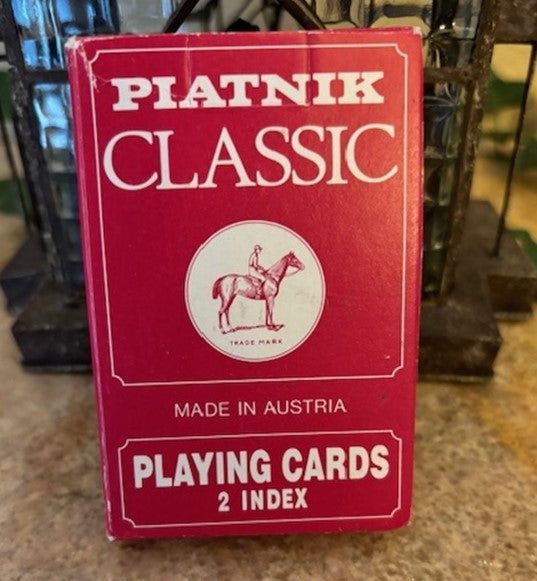 PIATNIK
CLASSIC
TRADE MARK
MADE IN AUSTRIA
PLAYING CARDS
2 INDEX